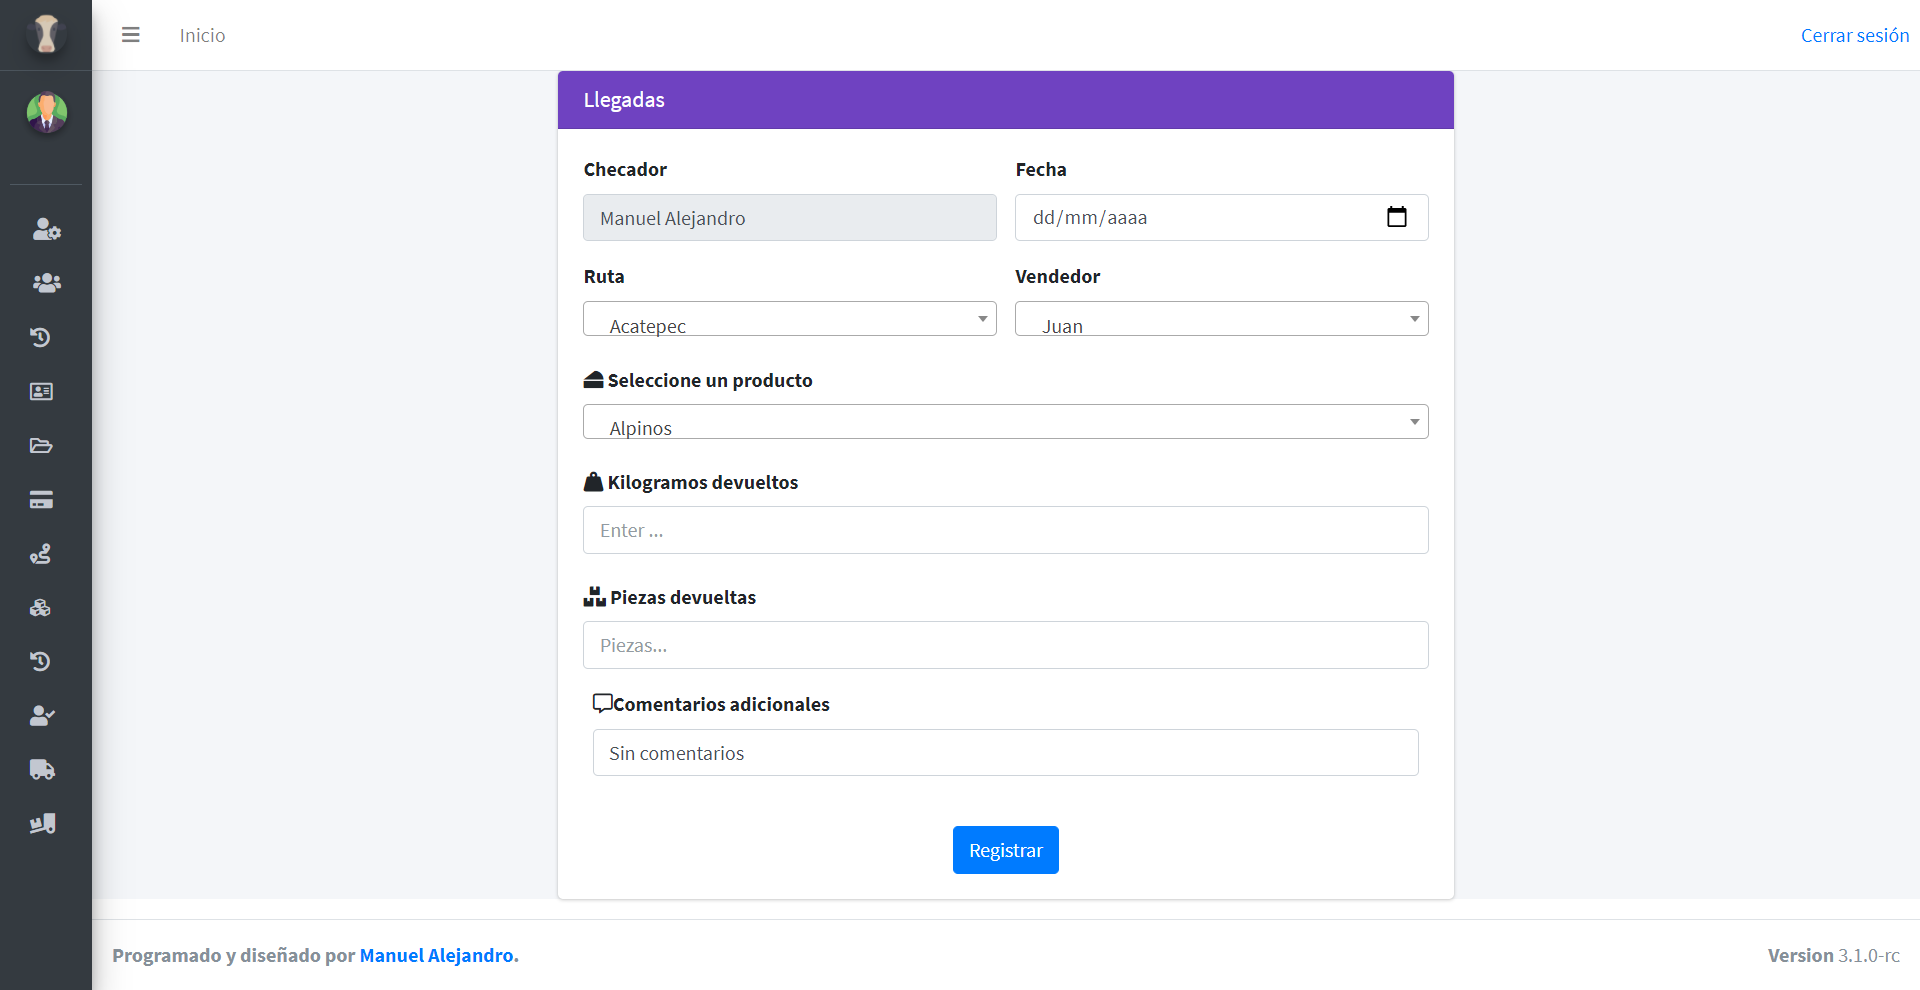 Inicio
Cerrar sesión
Llegadas
Checador
Fecha
Manuel Alejandro
dd/mm/aaaa
Ruta
Vendedor
Acatepec
Juan
Seleccione un producto
Alpinos
Kilogramos devueltos
Enter ...
Piezas devueltas
Piezas...
Comentarios adicionales
Sin comentarios
Registrar
Programado y diseñado por Manuel Alejandro.
Version 3.1.0-rc